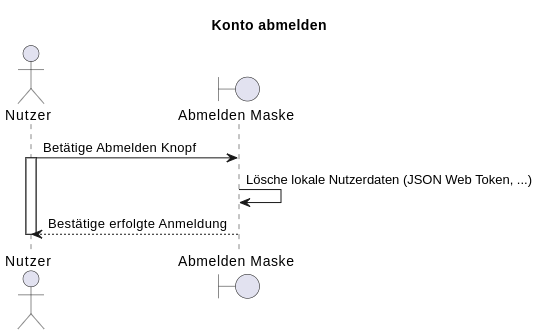 Konto abmelden
Nutzer
Abmelden Maske
Betätige Abmelden Knopf
Lösche lokale Nutzerdaten (JSON Web Token, ...)
Bestätige erfolgte Anmeldung
Nutzer
Abmelden Maske